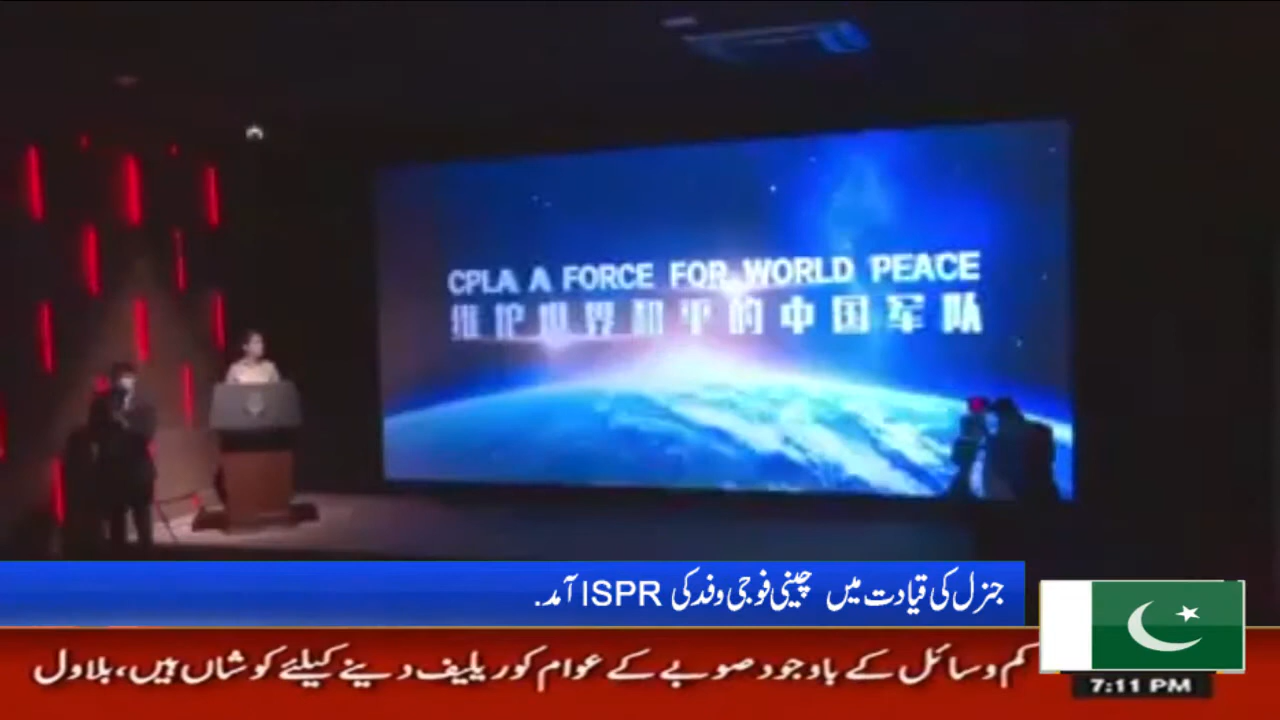 CPLA A FORCE FOR WORLD PEACE
维护世界和平的中国军队
جنرل کی قیادت میں چینی فوجی وفد کی ISPR آمد.
کم وسائل کے باوجود صوبے کے عوام کو ریلیف دینے کیلئے کوشاں ہیں، بلاول
7:11 PM